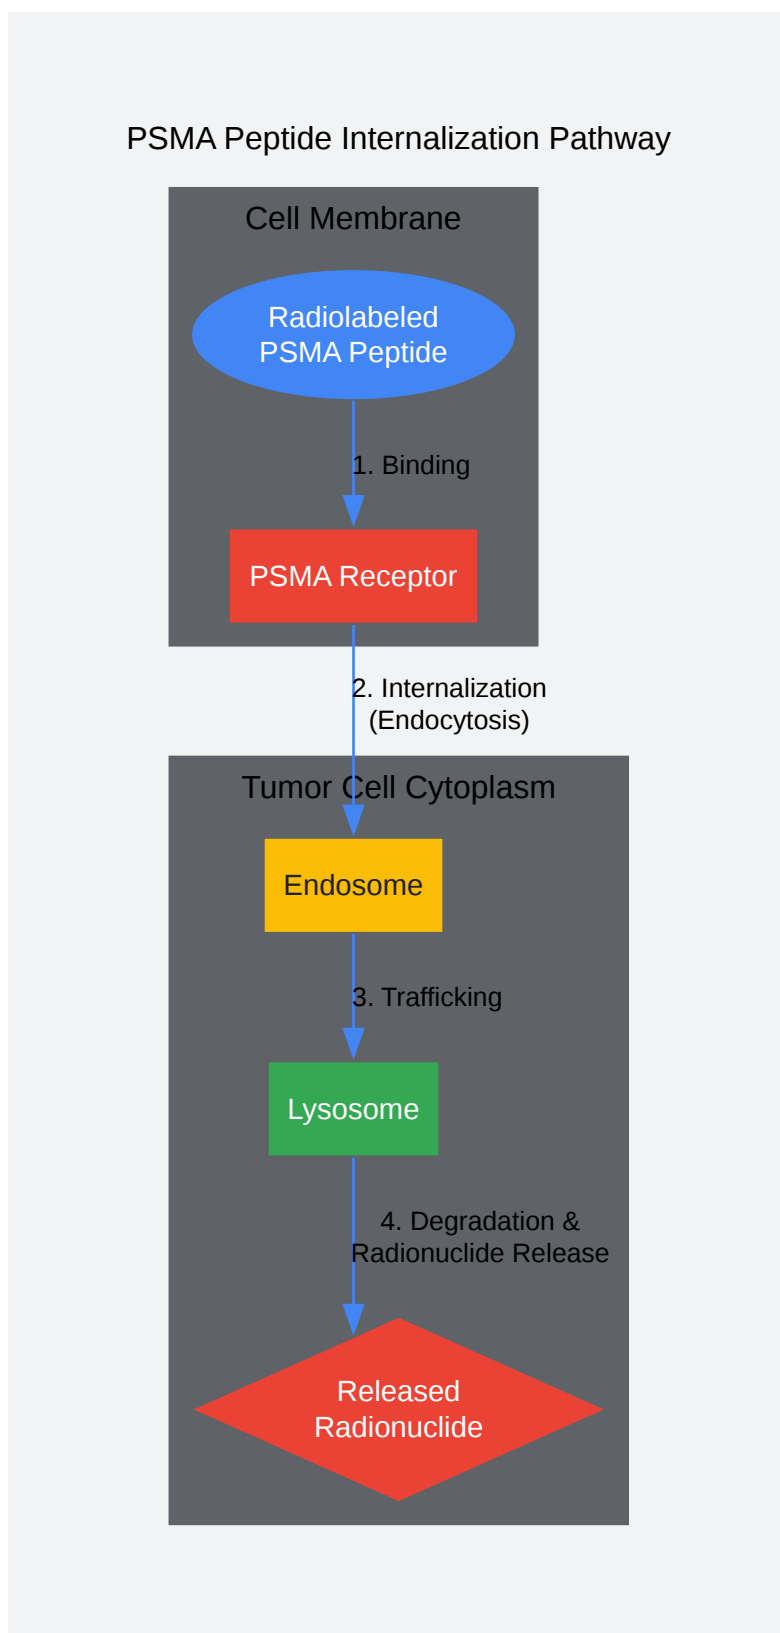 PSMA Peptide Internalization Pathway
Cell Membrane
Radiolabeled
PSMA Peptide
1. Binding
PSMA Receptor
2. Internalization
(Endocytosis)
Tumor Cell Cytoplasm
Endosome
3. Trafficking
Lysosome
4. Degradation &
Radionuclide Release
Released
Radionuclide